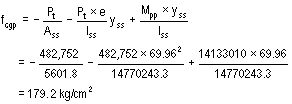 f_cgp = - P_t / A_ss - (P_t × e / I_ss) y_ss + (M_pp × y_ss) / I_ss
= - 482,752 / 5601.8 - (482,752 × 69.96²) / 14770243.3 + (14133010 × 69.96) / 14770243.3
= 179.2 kg/cm²